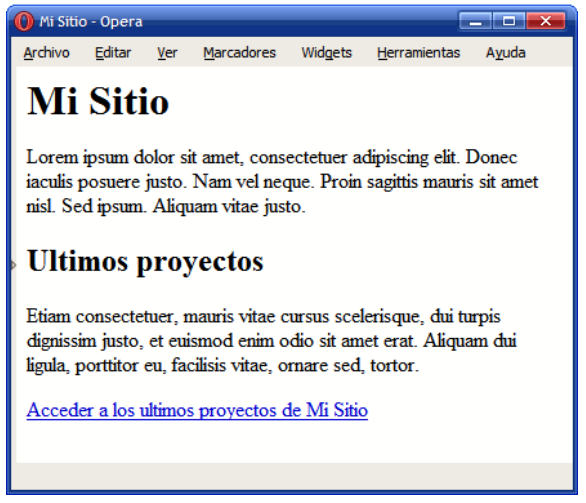 Mi Sitio - Opera
Archivo Editar Ver Marcadores Widgets Herramientas Ayuda
Mi Sitio
Lorem ipsum dolor sit amet, consectetuer adipiscing elit. Donec
iaculis posuere justo. Nam vel neque. Proin sagittis mauris sit amet
nisl. Sed ipsum. Aliquam vitae justo.
Ultimos proyectos
Etiam consectetuer, mauris vitae cursus scelerisque, dui turpis
dignissim justo, et euismod enim odio sit amet erat. Aliquam dui
ligula, porttitor eu, facilisis vitae, ornare sed, tortor.
Acceder a los ultimos proyectos de Mi Sitio